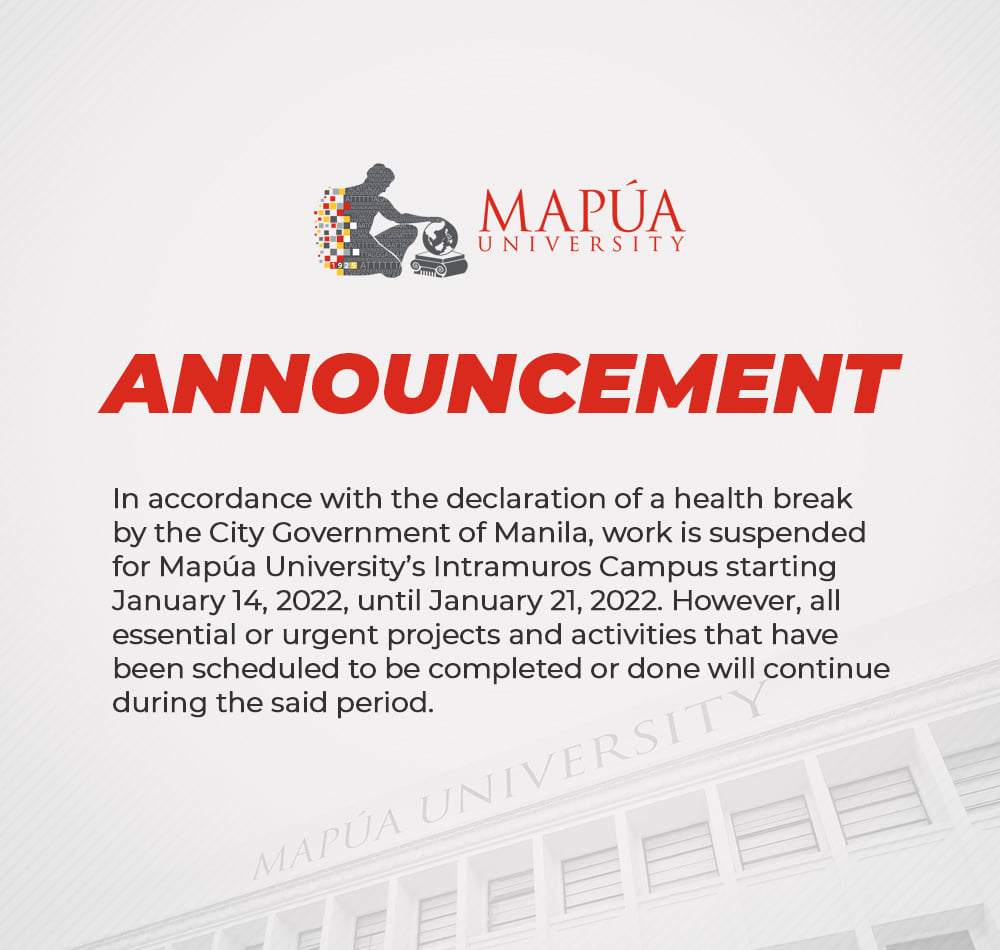 MAPÚA
UNIVERSITY
1925
ANNOUNCEMENT
In accordance with the declaration of a health break
by the City Government of Manila, work is suspended
for Mapúa University’s Intramuros Campus starting
January 14, 2022, until January 21, 2022. However, all
essential or urgent projects and activities that have
been scheduled to be completed or done will continue
during the said period.
MAPÚA UNIVERSITY